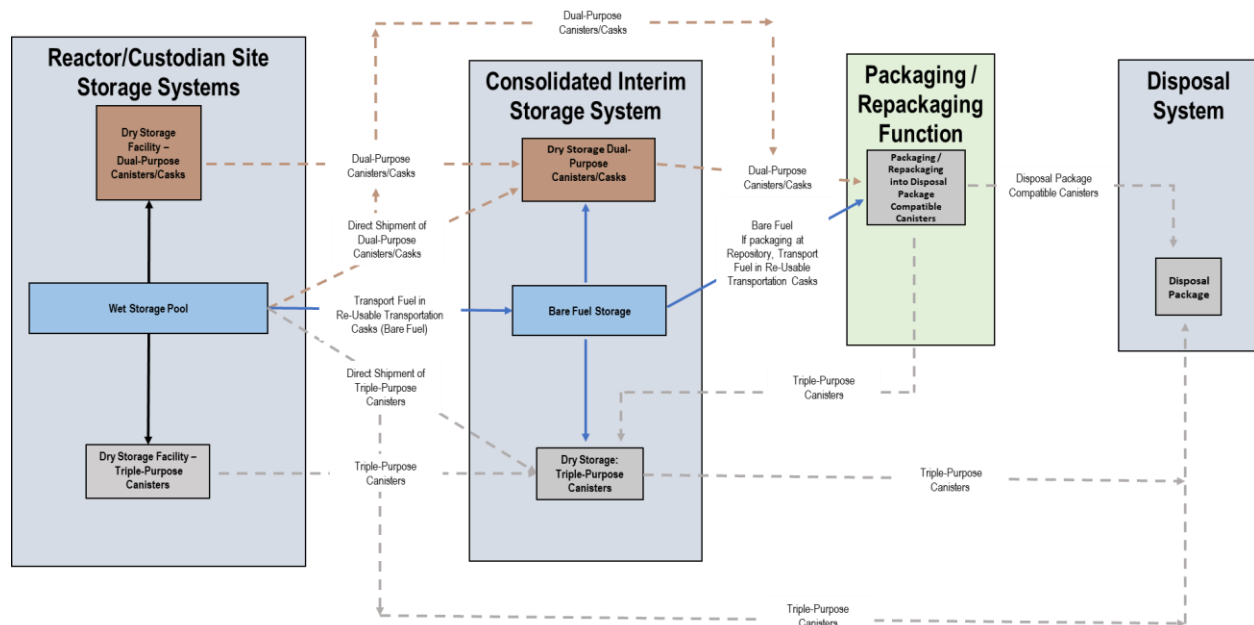 Dual-Purpose
Canisters/Casks
Reactor/Custodian Site
Storage Systems
Dry Storage
Facility –
Dual-Purpose
Canisters/Casks
Wet Storage Pool
Dry Storage Facility –
Triple-Purpose
Canisters
Dual-Purpose
Canisters/Casks
Direct Shipment of
Dual-Purpose
Canisters/Casks
Transport Fuel in
Re-Usable Transportation
Casks (Bare Fuel)
Direct Shipment of
Triple-Purpose
Canisters
Triple-Purpose
Canisters
Consolidated Interim
Storage System
Dry Storage Dual-
Purpose
Canisters/Casks
Bare Fuel Storage
Dry Storage:
Triple-Purpose
Canisters
Dual-Purpose
Canisters/Casks
Bare Fuel
If packaging at
Repository, Transport
Fuel in Re-Usable
Transportation Casks
Triple-Purpose
Canisters
Packaging /
Repackaging
Function
Packaging /
Repackaging
into Disposal
Package
Compatible
Canisters
Disposal Package
Compatible Canisters
Triple-Purpose
Canisters
Disposal
System
Disposal
Package
Triple-Purpose
Canisters